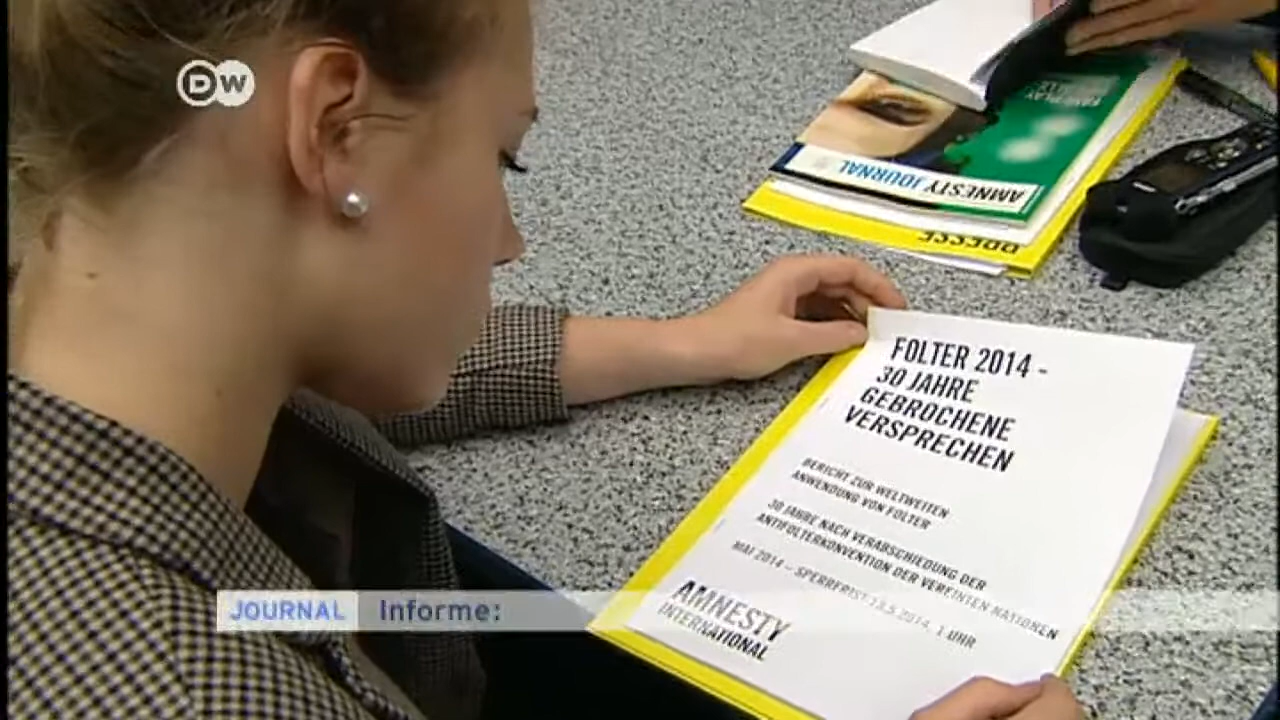 DW
AMNESTY JOURNAL
PRESSE
FOLTER 2014 -
30 JAHRE
GEBROCHENE
VERSPRECHEN
BERICHT ZUR WELTWEITEN
ANWENDUNG VON FOLTER
30 JAHRE NACH VERABSCHIEDUNG DER
ANTIFOLTERKONVENTION DER VEREINTEN NATIONEN
MAI 2014 – SPERRFRIST 13.5.2014, 1 UHR
AMNESTY
INTERNATIONAL
JOURNAL Informe: